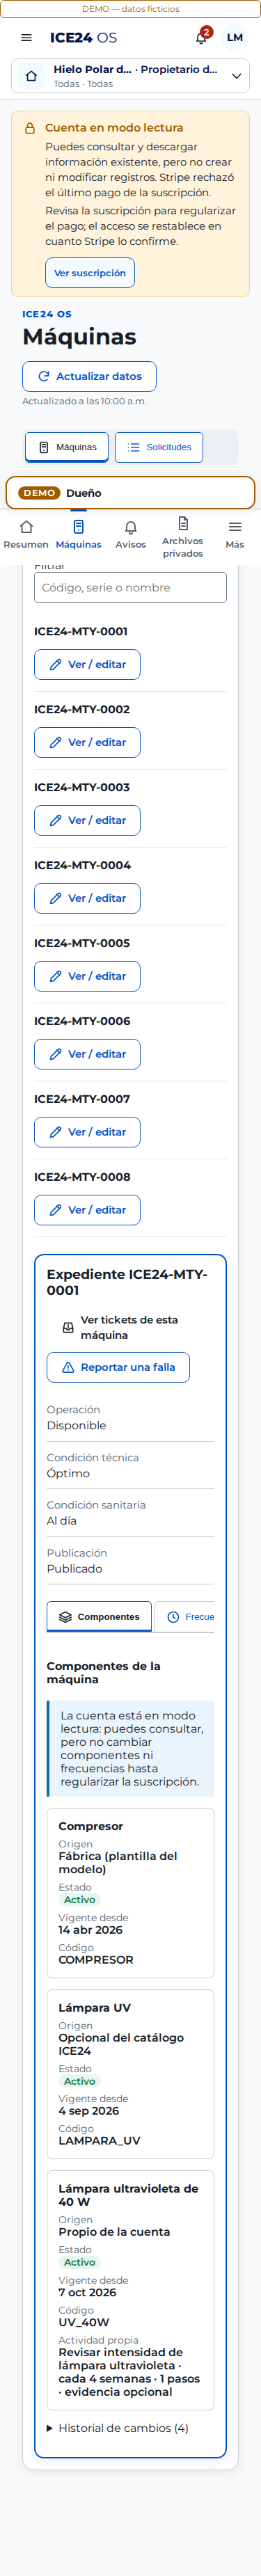 DEMO — datos ficticios
ICE24 OS
2
LM
Hielo Polar d... · Propietario d...
Todas · Todas
Cuenta en modo lectura
Puedes consultar y descargar
información existente, pero no crear
ni modificar registros. Stripe rechazó
el último pago de la suscripción.
Revisa la suscripción para regularizar
el pago; el acceso se restablece en
cuanto Stripe lo confirme.
Ver suscripción
ICE24 OS
Máquinas
Actualizar datos
Actualizado a las 10:00 a.m.
Máquinas
Solicitudes
DEMO Dueño
Resumen
Máquinas
Avisos
Archivos
privados
Más
Filtrar
Código, serie o nombre
ICE24-MTY-0001
Ver / editar
ICE24-MTY-0002
Ver / editar
ICE24-MTY-0003
Ver / editar
ICE24-MTY-0004
Ver / editar
ICE24-MTY-0005
Ver / editar
ICE24-MTY-0006
Ver / editar
ICE24-MTY-0007
Ver / editar
ICE24-MTY-0008
Ver / editar
Expediente ICE24-MTY-
0001
Ver tickets de esta
máquina
Reportar una falla
Operación
Disponible
Condición técnica
Óptimo
Condición sanitaria
Al día
Publicación
Publicado
Componentes
Frecue
Componentes de la
máquina
La cuenta está en modo
lectura: puedes consultar,
pero no cambiar
componentes ni
frecuencias hasta
regularizar la suscripción.
Compresor
Origen
Fábrica (plantilla del
modelo)
Estado
Activo
Vigente desde
14 abr 2026
Código
COMPRESOR
Lámpara UV
Origen
Opcional del catálogo
ICE24
Estado
Activo
Vigente desde
4 sep 2026
Código
LAMPARA_UV
Lámpara ultravioleta de
40 W
Origen
Propio de la cuenta
Estado
Activo
Vigente desde
7 oct 2026
Código
UV_40W
Actividad propia
Revisar intensidad de
lámpara ultravioleta ·
cada 4 semanas · 1 pasos
· evidencia opcional
Historial de cambios (4)